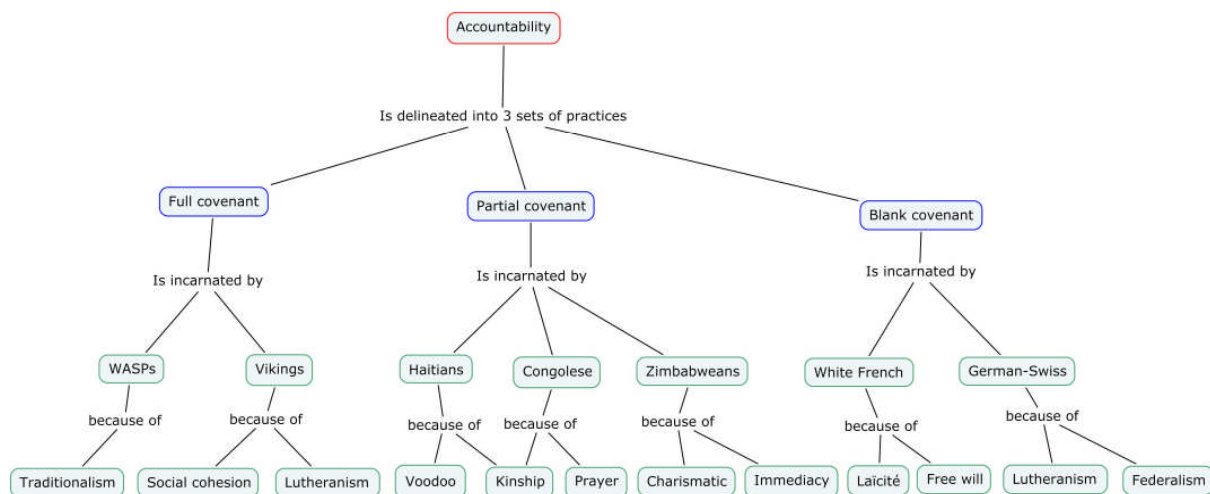 Accountability
Is delineated into 3 sets of practices
Full covenant
Partial covenant
Blank covenant
Is incarnated by
Is incarnated by
Is incarnated by
WASPs
Vikings
Haitians
Congolese
Zimbabweans
White French
German-Swiss
because of
because of
because of
because of
because of
because of
because of
Traditionalism
Social cohesion
Lutheranism
Voodoo
Kinship
Prayer
Charismatic
Immediacy
Laïcité
Free will
Lutheranism
Federalism